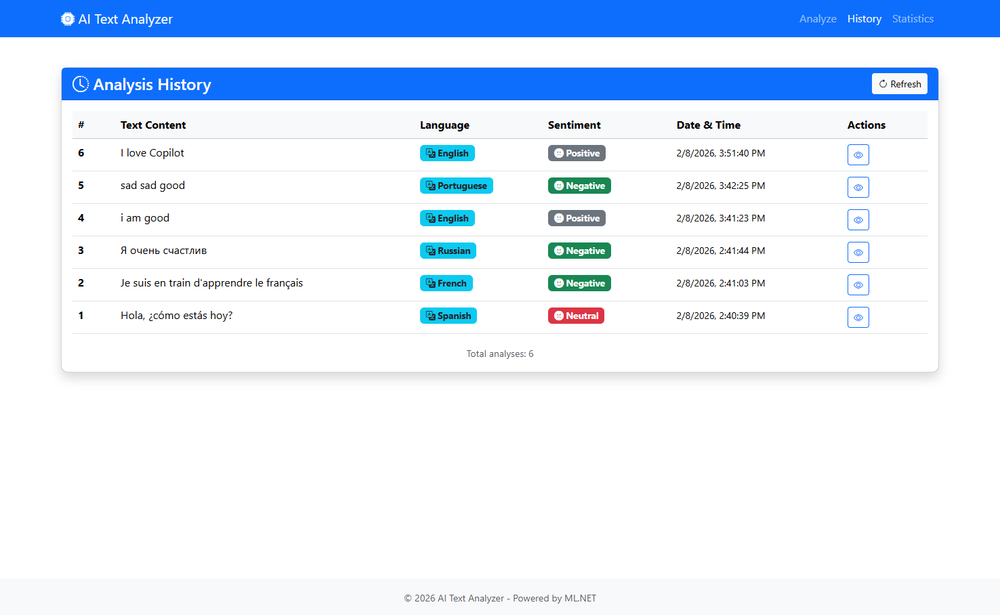 AI Text Analyzer Analyze History Statistics
Analysis History Refresh
# Text Content Language Sentiment Date & Time Actions
6 I love Copilot English Positive 2/8/2026, 3:51:40 PM
5 sad sad good Portuguese Negative 2/8/2026, 3:42:25 PM
4 i am good English Positive 2/8/2026, 3:41:23 PM
3 Я очень счастлив Russian Negative 2/8/2026, 2:41:44 PM
2 Je suis en train d'apprendre le français French Negative 2/8/2026, 2:41:03 PM
1 Hola, ¿cómo estás hoy? Spanish Neutral 2/8/2026, 2:40:39 PM
Total analyses: 6
© 2026 AI Text Analyzer - Powered by ML.NET